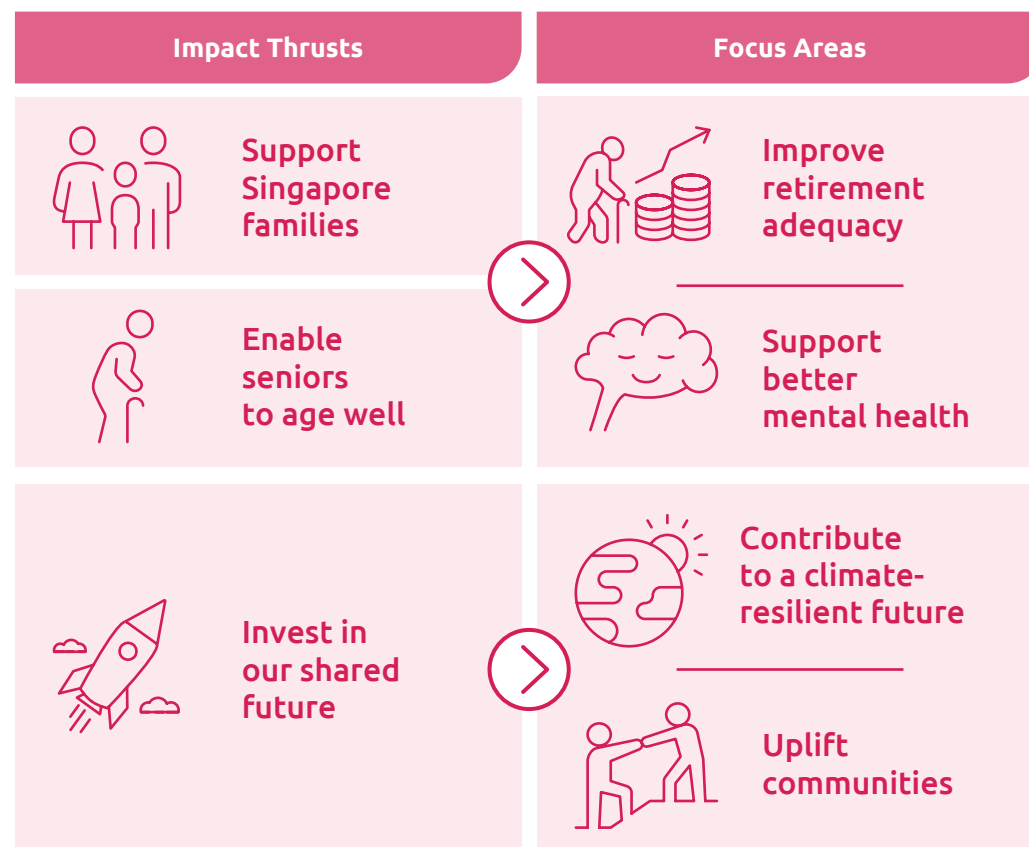 Impact Thrusts
Focus Areas
Support
Singapore
families
Enable
seniors
to age well
Improve
retirement
adequacy
Support
better
mental health
Invest in
our shared
future
Contribute
to a climate-
resilient future
Uplift
communities